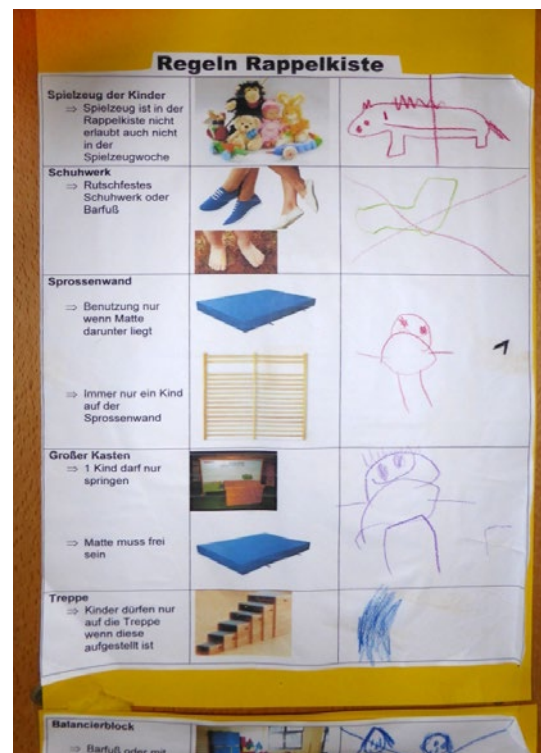 Regeln Rappelkiste
Spielzeug der Kinder
⇒ Spielzeug ist in der
Rappelkiste nicht
erlaubt auch nicht
in der
Spielzeugwoche
Schuhwerk
⇒ Rutschfestes
Schuhwerk oder
Barfuß
Sprossenwand
⇒ Benutzung nur
wenn Matte
darunter liegt
⇒ Immer nur ein Kind
auf der
Sprossenwand
Großer Kasten
⇒ 1 Kind darf nur
springen
⇒ Matte muss frei
sein
Treppe
⇒ Kinder dürfen nur
auf die Treppe
wenn diese
aufgestellt ist
Balancierblock
⇒ Barfuß oder mit